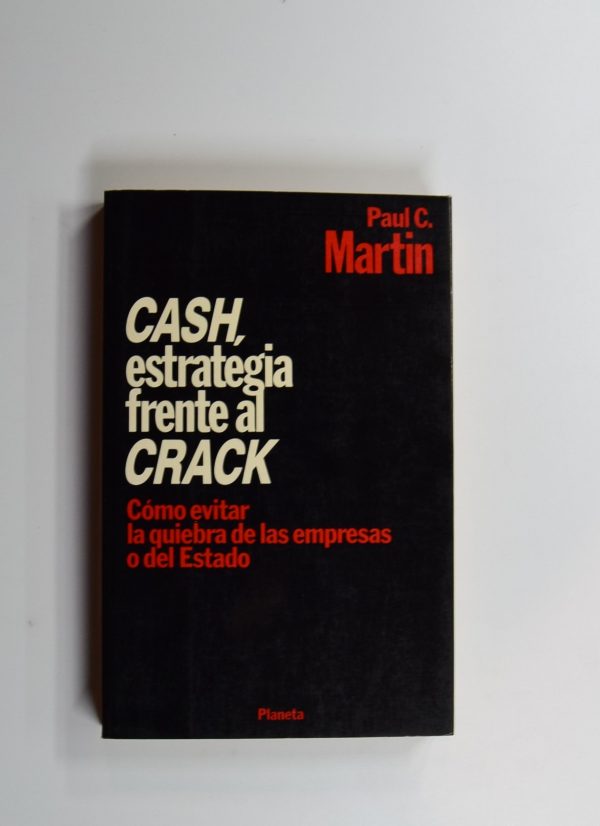 Paul C.
Martin
CASH,
estrategia
frente al
CRACK
Cómo evitar
la quiebra de las empresas
o del Estado
Planeta